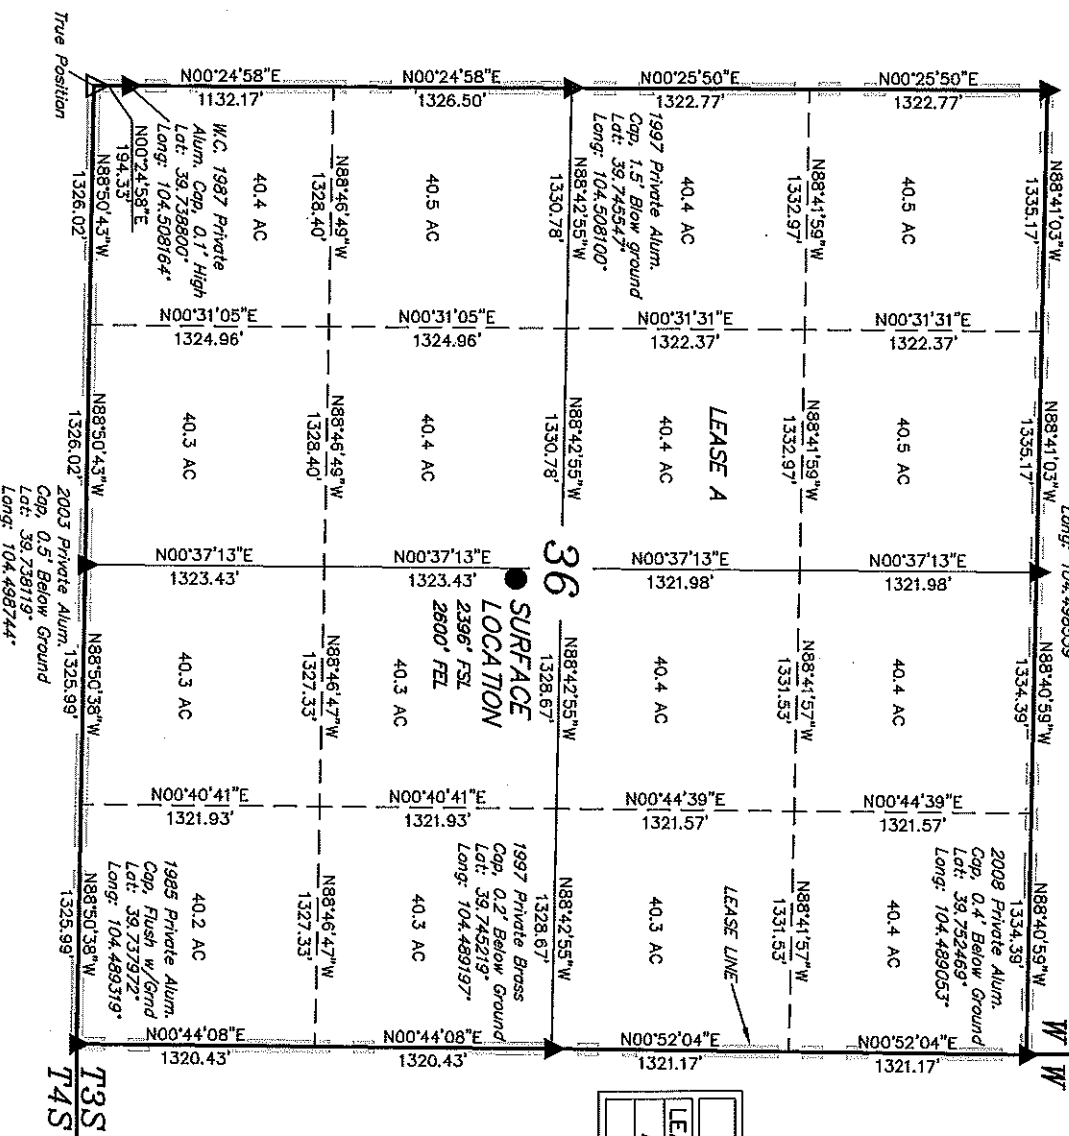 Long: 104.498559°
N88°41'03"W
1335.17'
N88°41'03"W
1335.17'
N88°40'59"W
1334.39'
N88°40'59"W
1334.39'
W W
N00°25'50"E
1322.77'
40.5 AC
N00°31'31"E
1322.37'
40.5 AC
40.4 AC
N00°44'39"E
1321.57'
2008 Private Alum.
Cap, 0.4' Below Ground
Lat: 39.752469°
Long: 104.489053°
40.4 AC
N00°52'04"E
1321.17'
N88°41'59"W
1332.97'
N88°41'59"W
1332.97'
N88°41'57"W
1331.53'
N88°41'57"W
1331.53'
N00°25'50"E
1322.77'
40.4 AC
1997 Private Alum.
Cap, 1.5' Blow ground
Lat: 39.745547°
Long: 104.508100°
N00°31'31"E
1322.37'
LEASE A
40.4 AC
N00°37'13"E
1321.98'
40.4 AC
N00°44'39"E
1321.57'
LEASE LINE
40.3 AC
N00°52'04"E
1321.17'
N88°42'55"W
1330.78'
N88°42'55"W
1330.78'
36
N88°42'55"W
1328.67'
N88°42'55"W
1328.67'
N00°24'58"E
1326.50'
40.5 AC
N00°31'05"E
1324.96'
40.4 AC
N00°37'13"E
1323.43'
SURFACE
LOCATION
2396' FSL
2600' FEL
40.3 AC
N00°40'41"E
1321.93'
1997 Private Brass
Cap, 0.2' Below Ground
Lat: 39.745219°
Long: 104.489197°
40.3 AC
N00°44'08"E
1320.43'
N88°46'49"W
1328.40'
N88°46'49"W
1328.40'
N88°46'47"W
1327.33'
N88°46'47"W
1327.33'
N00°24'58"E
1132.17'
40.4 AC
W.C. 1987 Private
Alum. Cap, 0.1' High
Lat: 39.738800°
Long: 104.508164°
N00°24'58"E
194.33'
N00°31'05"E
1324.96'
40.3 AC
N00°37'13"E
1323.43'
40.3 AC
N00°40'41"E
1321.93'
40.2 AC
1985 Private Alum.
Cap, Flush w/Grnd
Lat: 39.737972°
Long: 104.489319°
N00°44'08"E
1320.43'
True Position
N88°50'43"W
1326.02'
N88°50'43"W
1326.02'
N88°50'38"W
1325.99'
N88°50'38"W
1325.99'
2003 Private Alum.
Cap, 0.5' Below Ground
Lat: 39.738119°
Long: 104.498744°
T3S
T4S